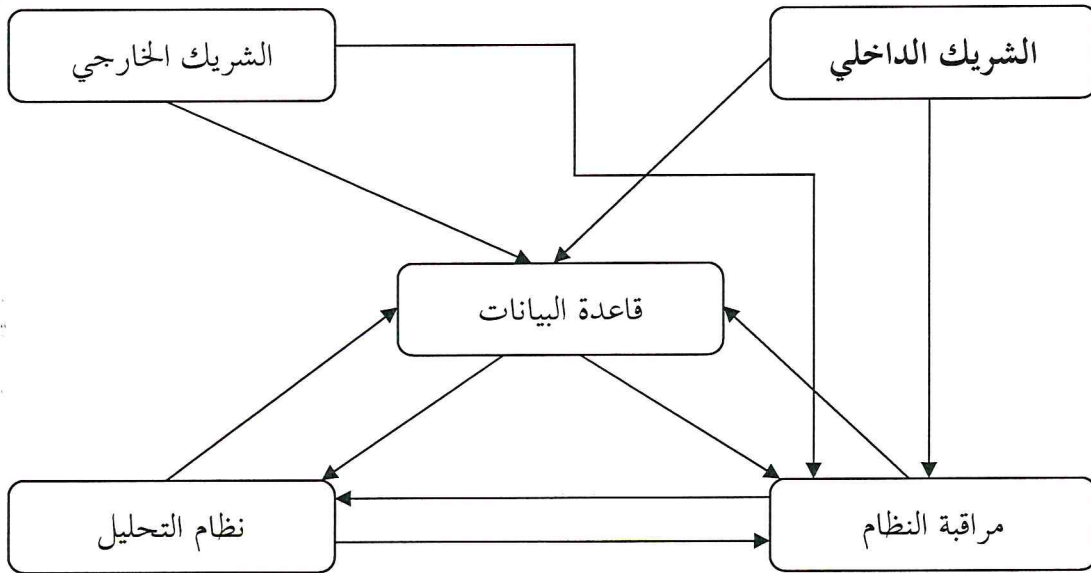 الشريك الداخلي
الشريك الخارجي
قاعدة البيانات
مراقبة النظام
نظام التحليل